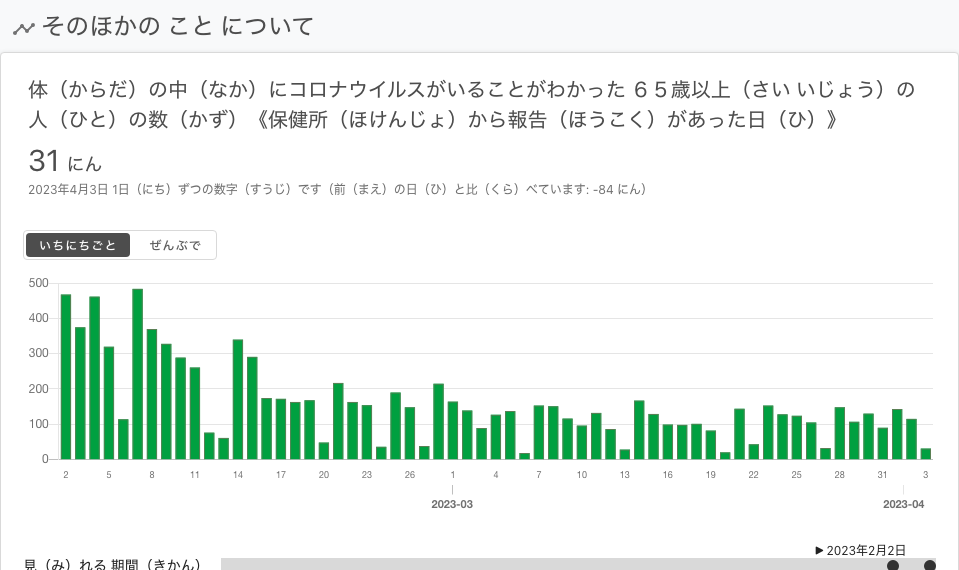 そのほかの こと について
体（からだ）の中（なか）にコロナウイルスがいることがわかった ６５歳以上（さい いじょう）の
人（ひと）の数（かず）《保健所（ほけんじょ）から報告（ほうこく）があった日（ひ）》
31 にん
2023年4月3日 1日（にち）ずつの数字（すうじ）です（前（まえ）の日（ひ）と比（くら）べています: -84 にん）
いちにちごと ぜんぶで
500
400
300
200
100
0
2 5 8 11 14 17 20 23 26 1 4 7 10 13 16 19 22 25 28 31 3
2023-03 2023-04
▶ 2023年2月2日
見（み）れる 期間（きかん）